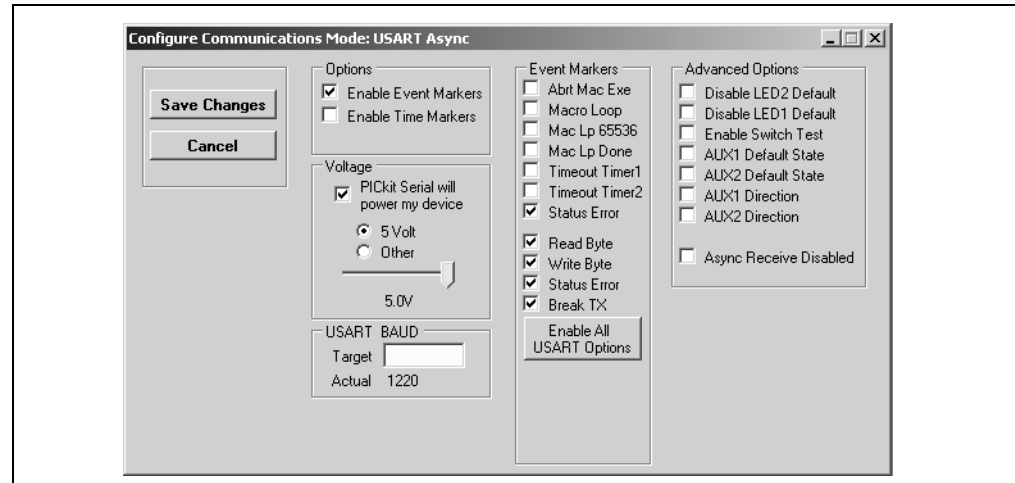 Configure Communications Mode: USART Async
Save Changes
Cancel
Options
Enable Event Markers
Enable Time Markers
Voltage
PICkit Serial will
power my device
5 Volt
Other
5.0V
USART BAUD
Target
Actual 1220
Event Markers
Abrt Mac Exe
Macro Loop
Mac Lp 65536
Mac Lp Done
Timeout Timer1
Timeout Timer2
Status Error
Read Byte
Write Byte
Status Error
Break TX
Enable All
USART Options
Advanced Options
Disable LED2 Default
Disable LED1 Default
Enable Switch Test
AUX1 Default State
AUX2 Default State
AUX1 Direction
AUX2 Direction
Async Receive Disabled